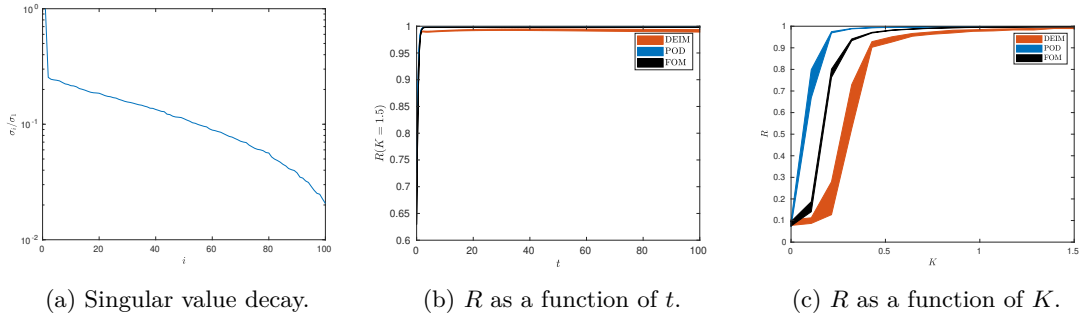 10^0
10^{-1}
10^{-2}
σ_i/σ_1
0 20 40 60 80 100
i
(a) Singular value decay.
1
0.95
0.9
0.85
0.8
0.75
0.7
0.65
0.6
R(K = 1.5)
0 20 40 60 80 100
t
DEIM
POD
FOM
(b) R as a function of t.
1
0.9
0.8
0.7
0.6
0.5
0.4
0.3
0.2
0.1
0
R
0 0.5 1 1.5
K
DEIM
POD
FOM
(c) R as a function of K.